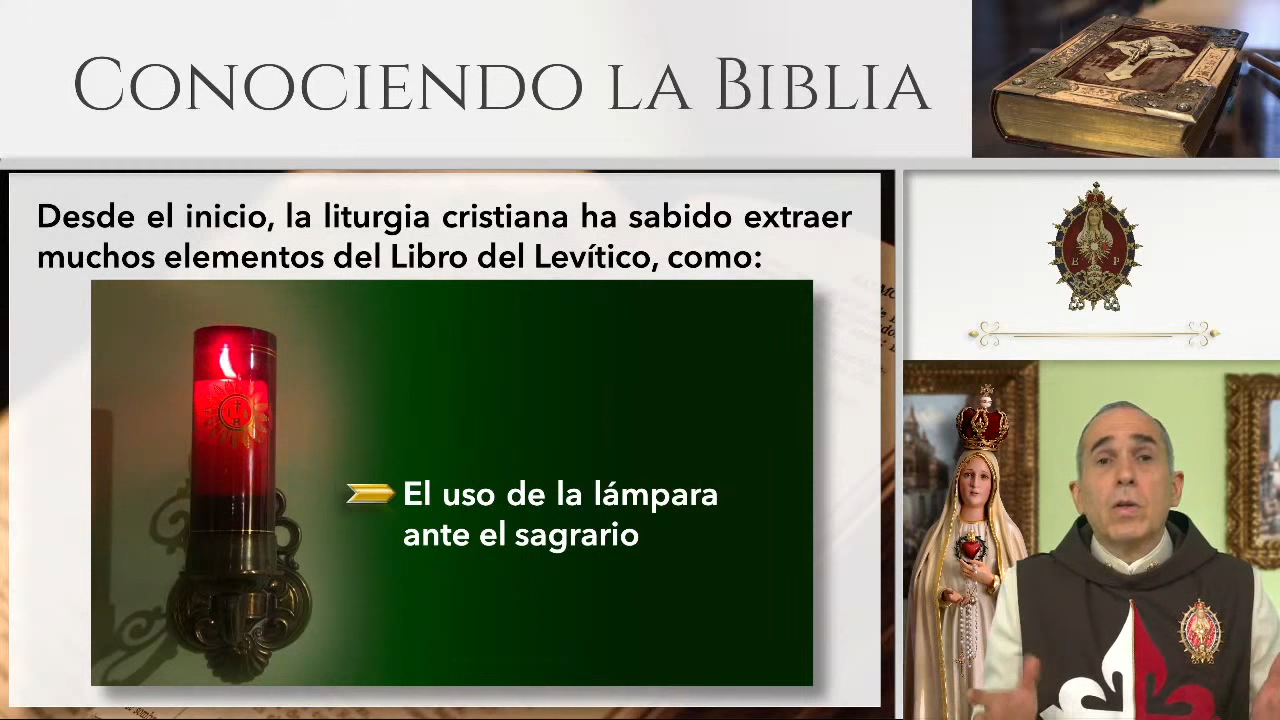 CONOCIENDO LA BIBLIA
Desde el inicio, la liturgia cristiana ha sabido extraer
muchos elementos del Libro del Levítico, como:
El uso de la lámpara
ante el sagrario
E P
IHS